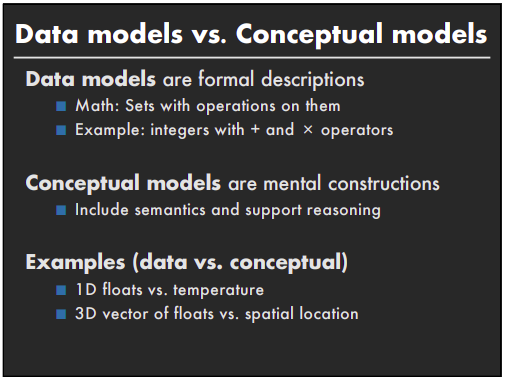 Data models vs. Conceptual models
Data models are formal descriptions
Math: Sets with operations on them
Example: integers with + and × operators
Conceptual models are mental constructions
Include semantics and support reasoning
Examples (data vs. conceptual)
1D floats vs. temperature
3D vector of floats vs. spatial location